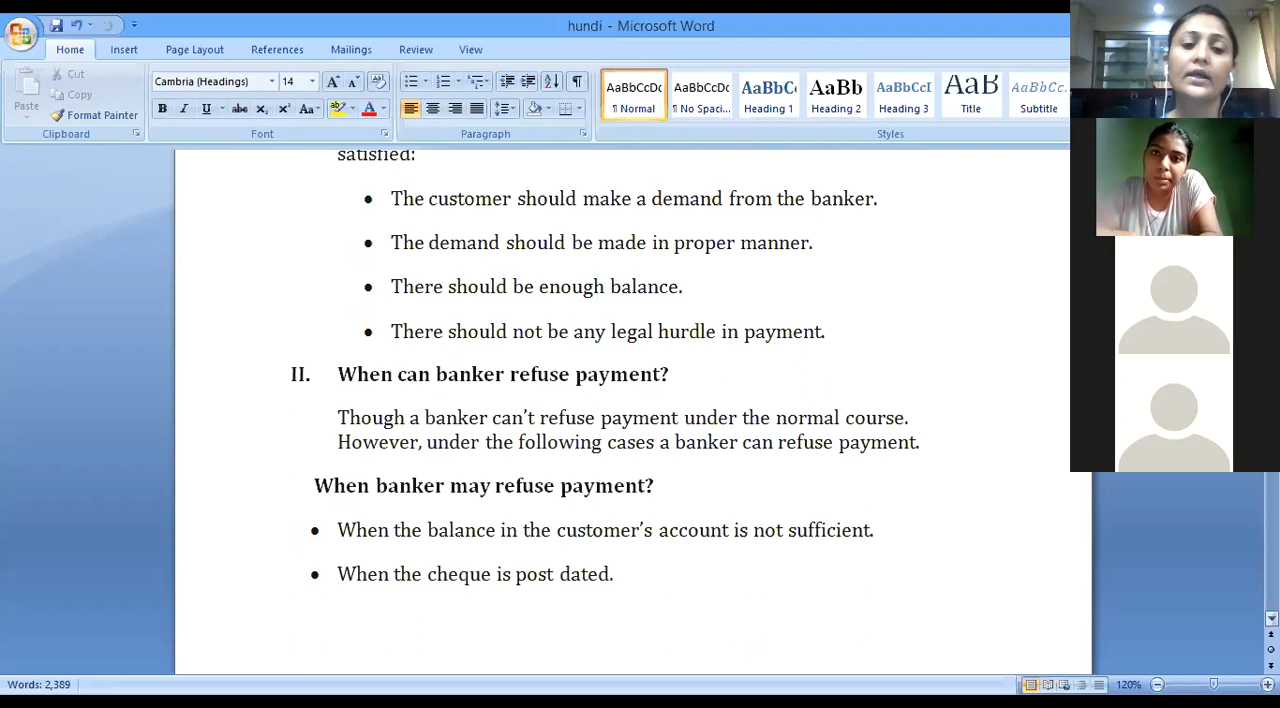 hundi - Microsoft Word
Home Insert Page Layout References Mailings Review View
Cut
Copy
Format Painter
Paste
Clipboard
Cambria (Headings) 14
Font
Paragraph
AaBbCcDc AaBbCcDc AaBbC AaBb AaBbCcI AaB AaBbCc.
¶ Normal ¶ No Spaci... Heading 1 Heading 2 Heading 3 Title Subtitle
Styles
satisfied:
• The customer should make a demand from the banker.
• The demand should be made in proper manner.
• There should be enough balance.
• There should not be any legal hurdle in payment.
II. When can banker refuse payment?
Though a banker can’t refuse payment under the normal course.
However, under the following cases a banker can refuse payment.
When banker may refuse payment?
• When the balance in the customer’s account is not sufficient.
• When the cheque is post dated.
Words: 2,389
120%